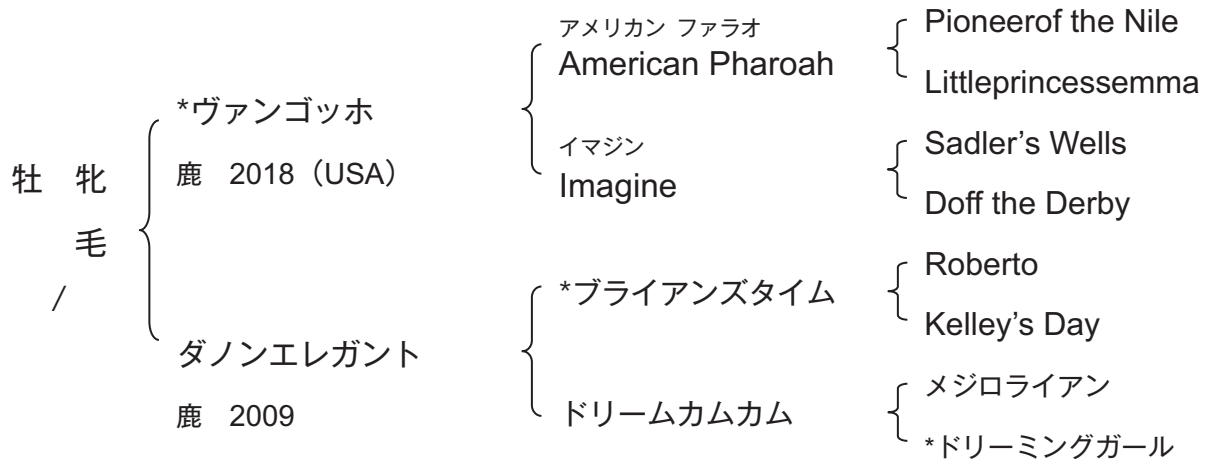 牡 牝
毛
/
*ヴァンゴッホ
鹿 2018（USA）
ダノンエレガント
鹿 2009
アメリカン ファラオ
American Pharoah
イマジン
Imagine
*ブライアンズタイム
ドリームカムカム
Pioneerof the Nile
Littleprincessemma
Sadler’s Wells
Doff the Derby
Roberto
Kelley’s Day
メジロライアン
*ドリーミングガール